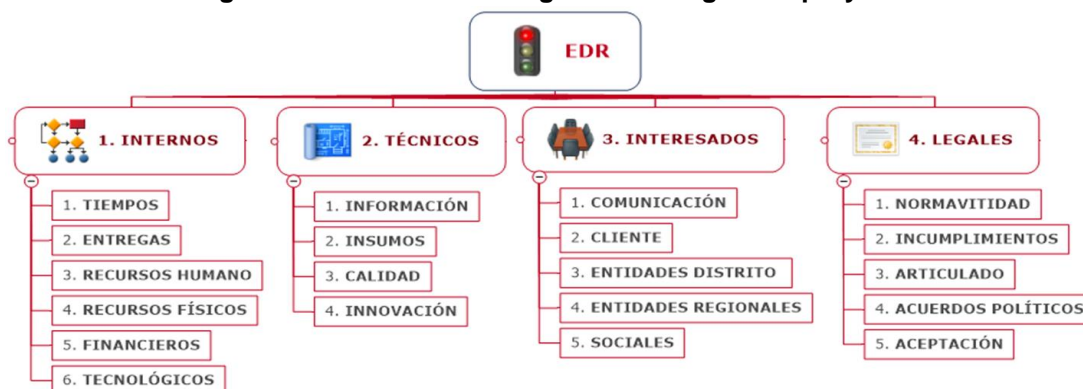 EDR
1. INTERNOS
1. TIEMPOS
2. ENTREGAS
3. RECURSOS HUMANO
4. RECURSOS FÍSICOS
5. FINANCIEROS
6. TECNOLÓGICOS
2. TÉCNICOS
1. INFORMACIÓN
2. INSUMOS
3. CALIDAD
4. INNOVACIÓN
3. INTERESADOS
1. COMUNICACIÓN
2. CLIENTE
3. ENTIDADES DISTRITO
4. ENTIDADES REGIONALES
5. SOCIALES
4. LEGALES
1. NORMAVITIDAD
2. INCUMPLIMIENTOS
3. ARTICULADO
4. ACUERDOS POLÍTICOS
5. ACEPTACIÓN